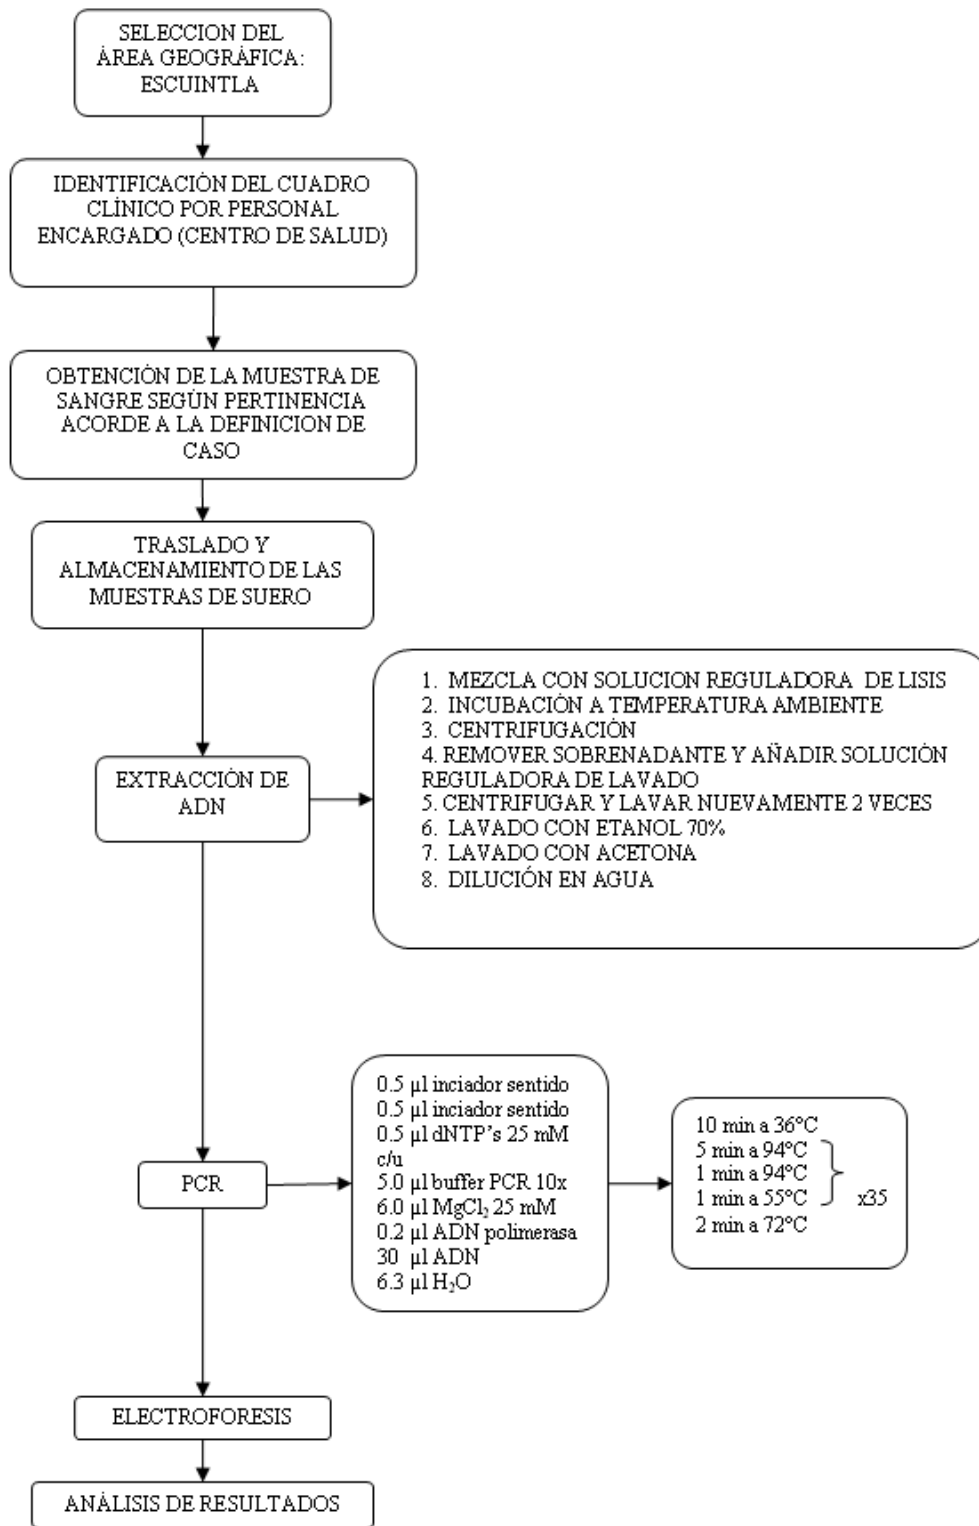 SELECCION DEL
ÁREA GEOGRÁFICA:
ESCUINTLA
IDENTIFICACIÓN DEL CUADRO
CLÍNICO POR PERSONAL
ENCARGADO (CENTRO DE SALUD)
OBTENCIÓN DE LA MUESTRA DE
SANGRE SEGÚN PERTINENCIA
ACORDE A LA DEFINICION DE
CASO
TRASLADO Y
ALMACENAMIENTO DE LAS
MUESTRAS DE SUERO
EXTRACCIÓN DE
ADN
1. MEZCLA CON SOLUCION REGULADORA DE LISIS
2. INCUBACIÓN A TEMPERATURA AMBIENTE
3. CENTRIFUGACIÓN
4. REMOVER SOBRENADANTE Y AÑADIR SOLUCIÓN
REGULADORA DE LAVADO
5. CENTRIFUGAR Y LAVAR NUEVAMENTE 2 VECES
6. LAVADO CON ETANOL 70%
7. LAVADO CON ACETONA
8. DILUCIÓN EN AGUA
PCR
0.5 µl inciador sentido
0.5 µl inciador sentido
0.5 µl dNTP’s 25 mM
c/u
5.0 µl buffer PCR 10x
6.0 µl MgCl₂ 25 mM
0.2 µl ADN polimerasa
30 µl ADN
6.3 µl H₂O
10 min a 36°C
5 min a 94°C
1 min a 94°C
1 min a 55°C x35
2 min a 72°C
ELECTROFORESIS
ANÁLISIS DE RESULTADOS